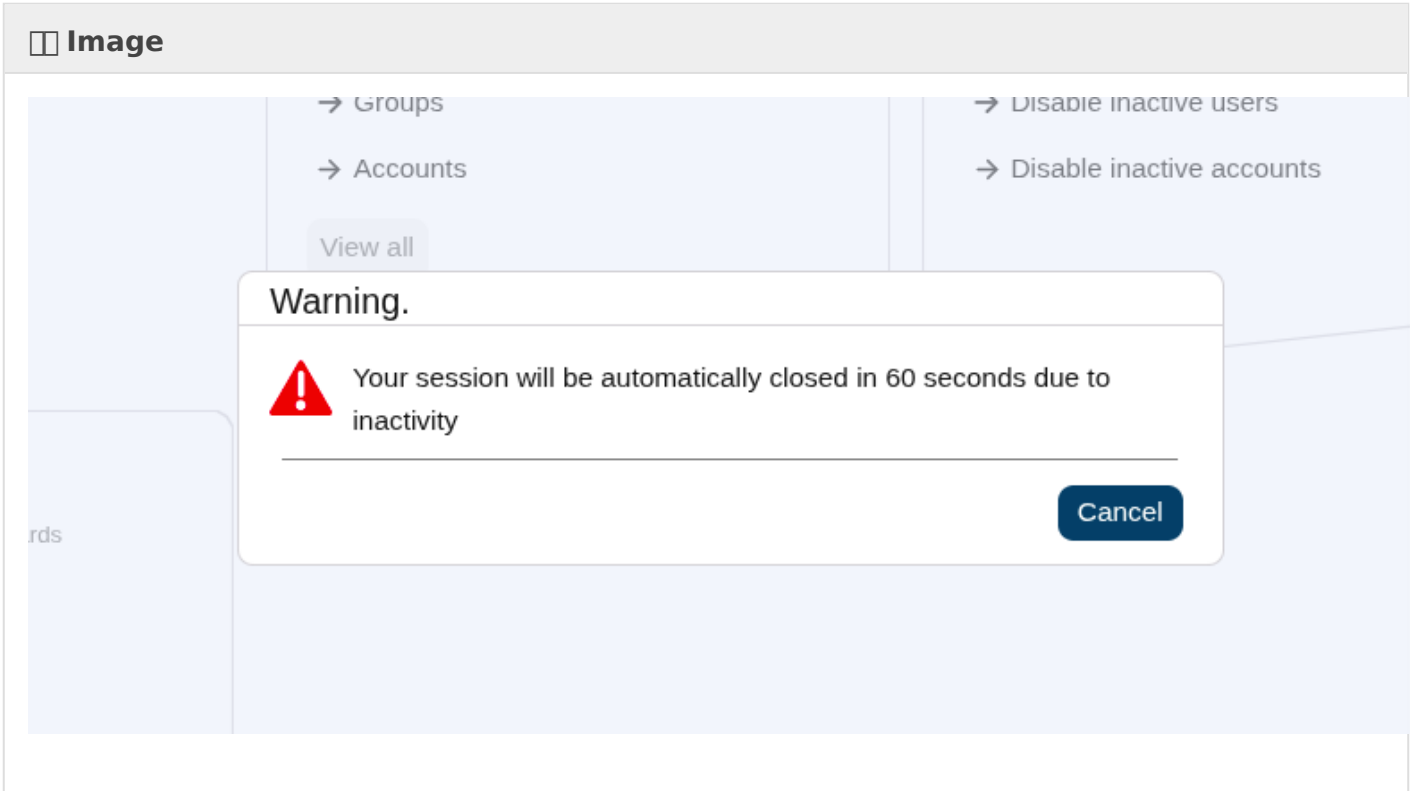 Image
Groups
Disable inactive users
Accounts
Disable inactive accounts
View all
Warning.
Your session will be automatically closed in 60 seconds due to
inactivity
Cancel
rds